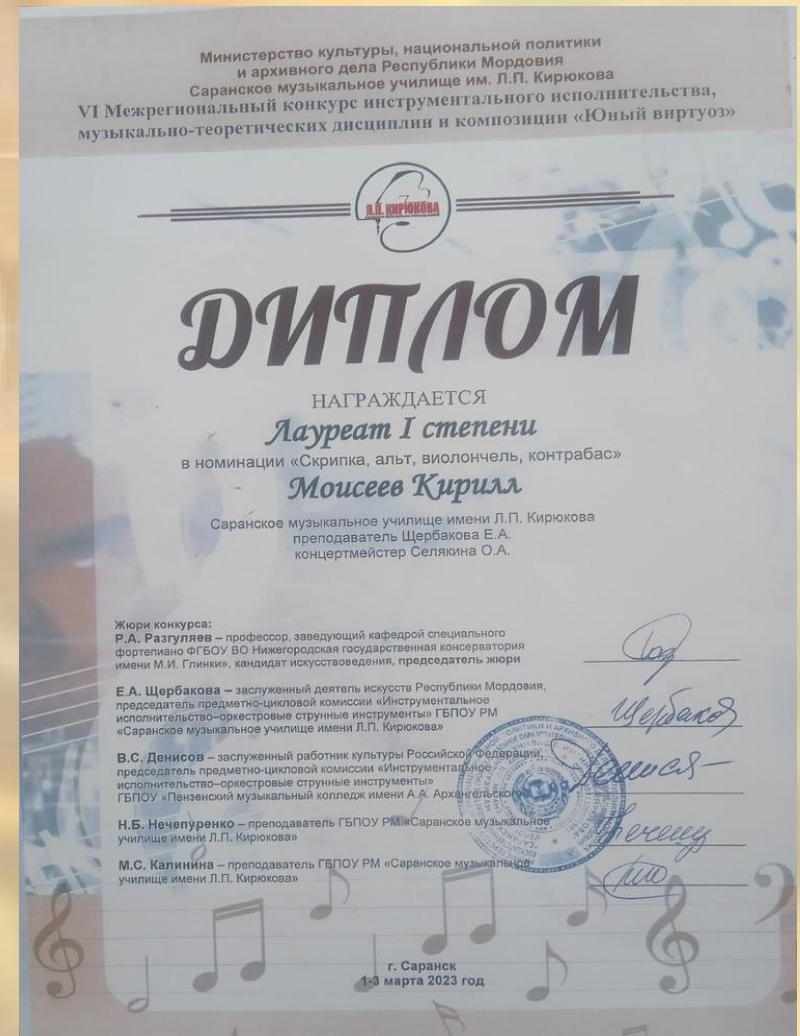 Министерство культуры, национальной политики
и архивного дела Республики Мордовия
Саранское музыкальное училище им. Л.П. Кирюкова
VI Межрегиональный конкурс инструментального исполнительства,
музыкально-теоретических дисциплин и композиции «Юный виртуоз»
Л.П. КИРЮКОВА
ДИПЛОМ
НАГРАЖДАЕТСЯ
Лауреат I степени
в номинации «Скрипка, альт, виолончель, контрабас»
Моисеев Кирилл
Саранское музыкальное училище имени Л.П. Кирюкова
преподаватель Щербакова Е.А.
концертмейстер Селякина О.А.
Жюри конкурса:
Р.А. Разгуляев – профессор, заведующий кафедрой специального
фортепиано ФГБОУ ВО Нижегородская государственная консерватория
имени М.И. Глинки», кандидат искусствоведения, председатель жюри
Е.А. Щербакова – заслуженный деятель искусств Республики Мордовия,
председатель предметно-цикловой комиссии «Инструментальное
исполнительство–оркестровые струнные инструменты» ГБПОУ РМ
«Саранское музыкальное училище имени Л.П. Кирюкова»
В.С. Денисов – заслуженный работник культуры Российской Федерации,
председатель предметно-цикловой комиссии «Инструментальное
исполнительство–оркестровые струнные инструменты»
ГБПОУ «Пензенский музыкальный колледж имени А.А. Архангельского»
Н.Б. Нечепуренко – преподаватель ГБПОУ РМ «Саранское музыкальное
училище имени Л.П. Кирюкова»
М.С. Калинина – преподаватель ГБПОУ РМ «Саранское музыкальное
училище имени Л.П. Кирюкова»
г. Саранск
1-3 марта 2023 год